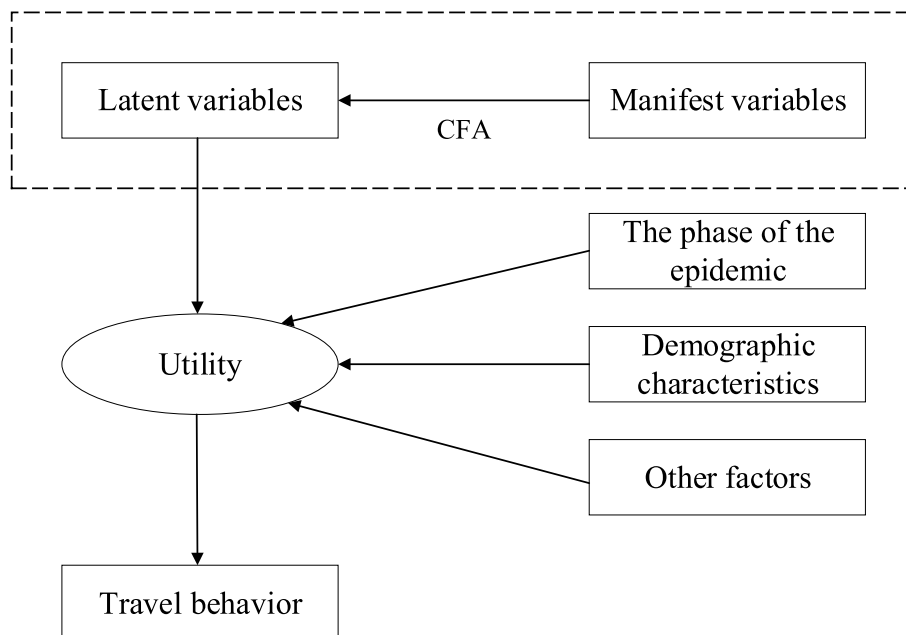 Latent variables
Manifest variables
CFA
The phase of the
epidemic
Utility
Demographic
characteristics
Other factors
Travel behavior